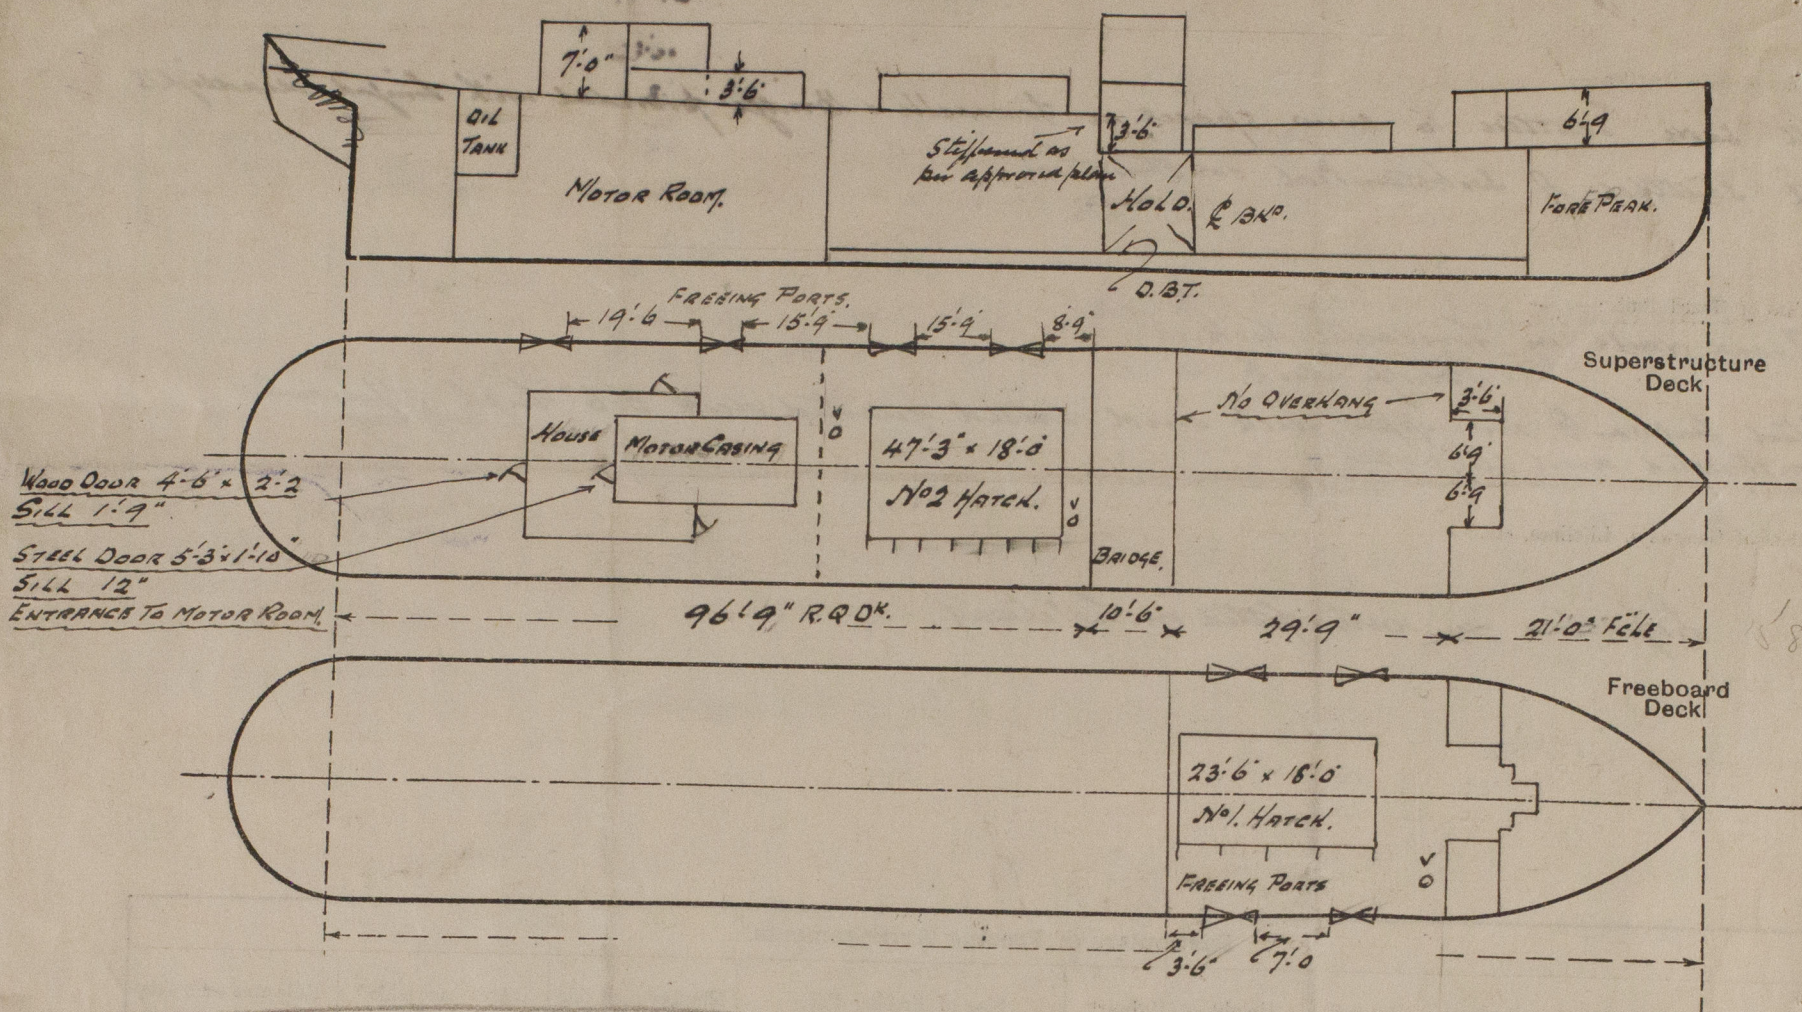 7'-0"
3'-6"
OIL
TANK
MOTOR ROOM.
Stiffened as
per approved plan
3'-6"
HOLD.
℄ BKD.
6'-9
FORE PEAK.
D.B.T.
FREEING PORTS.
19'-6
15'-9"
15'-9"
8'-9"
Superstructure
Deck
NO OVERHANG
3'-6"
6'-9"
6'-9
HOUSE
MOTOR CASING
V
O
47'-3" x 18'-0"
No 2 HATCH.
V
O
BRIDGE.
WOOD DOOR 4'-6" x 2'-2
SILL 1'-9"
STEEL DOOR 5'-3" x 1'-10"
SILL 12"
ENTRANCE TO MOTOR ROOM.
96'-9" R.Q DK.
10'-6"
29'-9"
21'-0" FCLE
Freeboard
Deck
23'-6" x 18'-0"
No 1. HATCH.
V
O
FREEING PORTS
3'-6"
7'-0